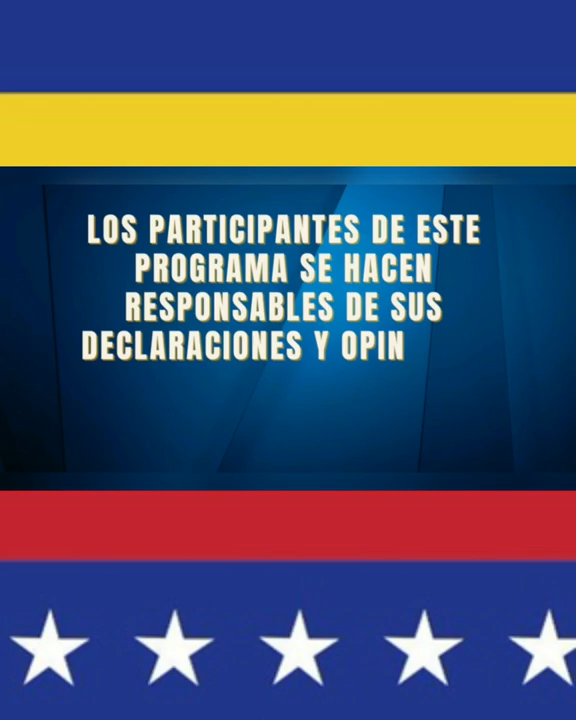 LOS PARTICIPANTES DE ESTE
PROGRAMA SE HACEN
RESPONSABLES DE SUS
DECLARACIONES Y OPIN